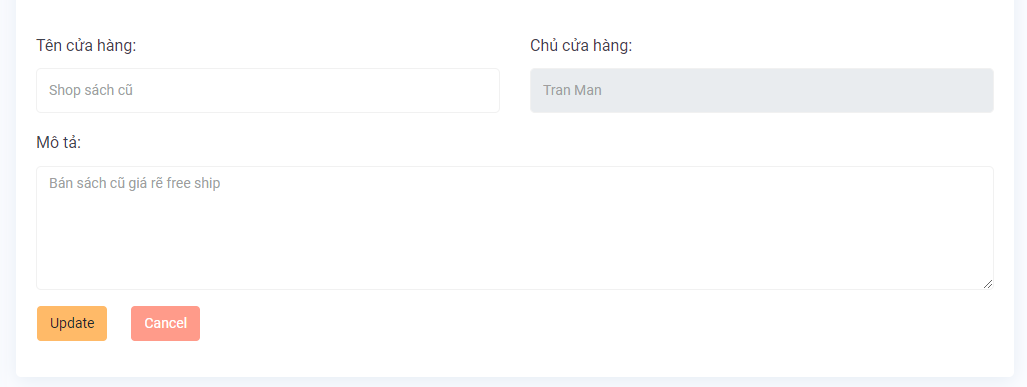 Tên cửa hàng:
Chủ cửa hàng:
Shop sách cũ
Tran Man
Mô tả:
Bán sách cũ giá rẽ free ship
Update
Cancel